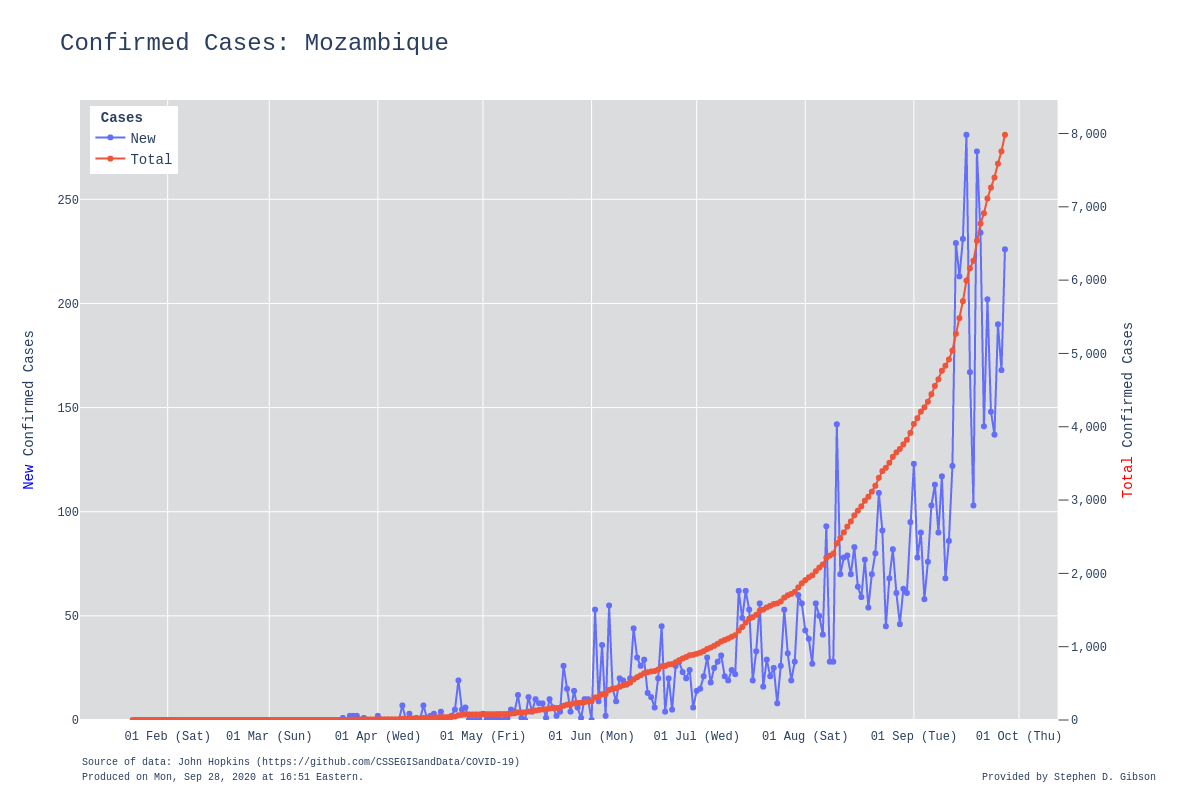 Confirmed Cases: Mozambique
Cases
New
Total
250
200
150
100
50
0
8,000
7,000
6,000
5,000
4,000
3,000
2,000
1,000
0
New Confirmed Cases
Total Confirmed Cases
01 Feb (Sat) 01 Mar (Sun) 01 Apr (Wed) 01 May (Fri) 01 Jun (Mon) 01 Jul (Wed) 01 Aug (Sat) 01 Sep (Tue) 01 Oct (Thu)
Source of data: John Hopkins (https://github.com/CSSEGISandData/COVID-19)
Produced on Mon, Sep 28, 2020 at 16:51 Eastern.
Provided by Stephen D. Gibson